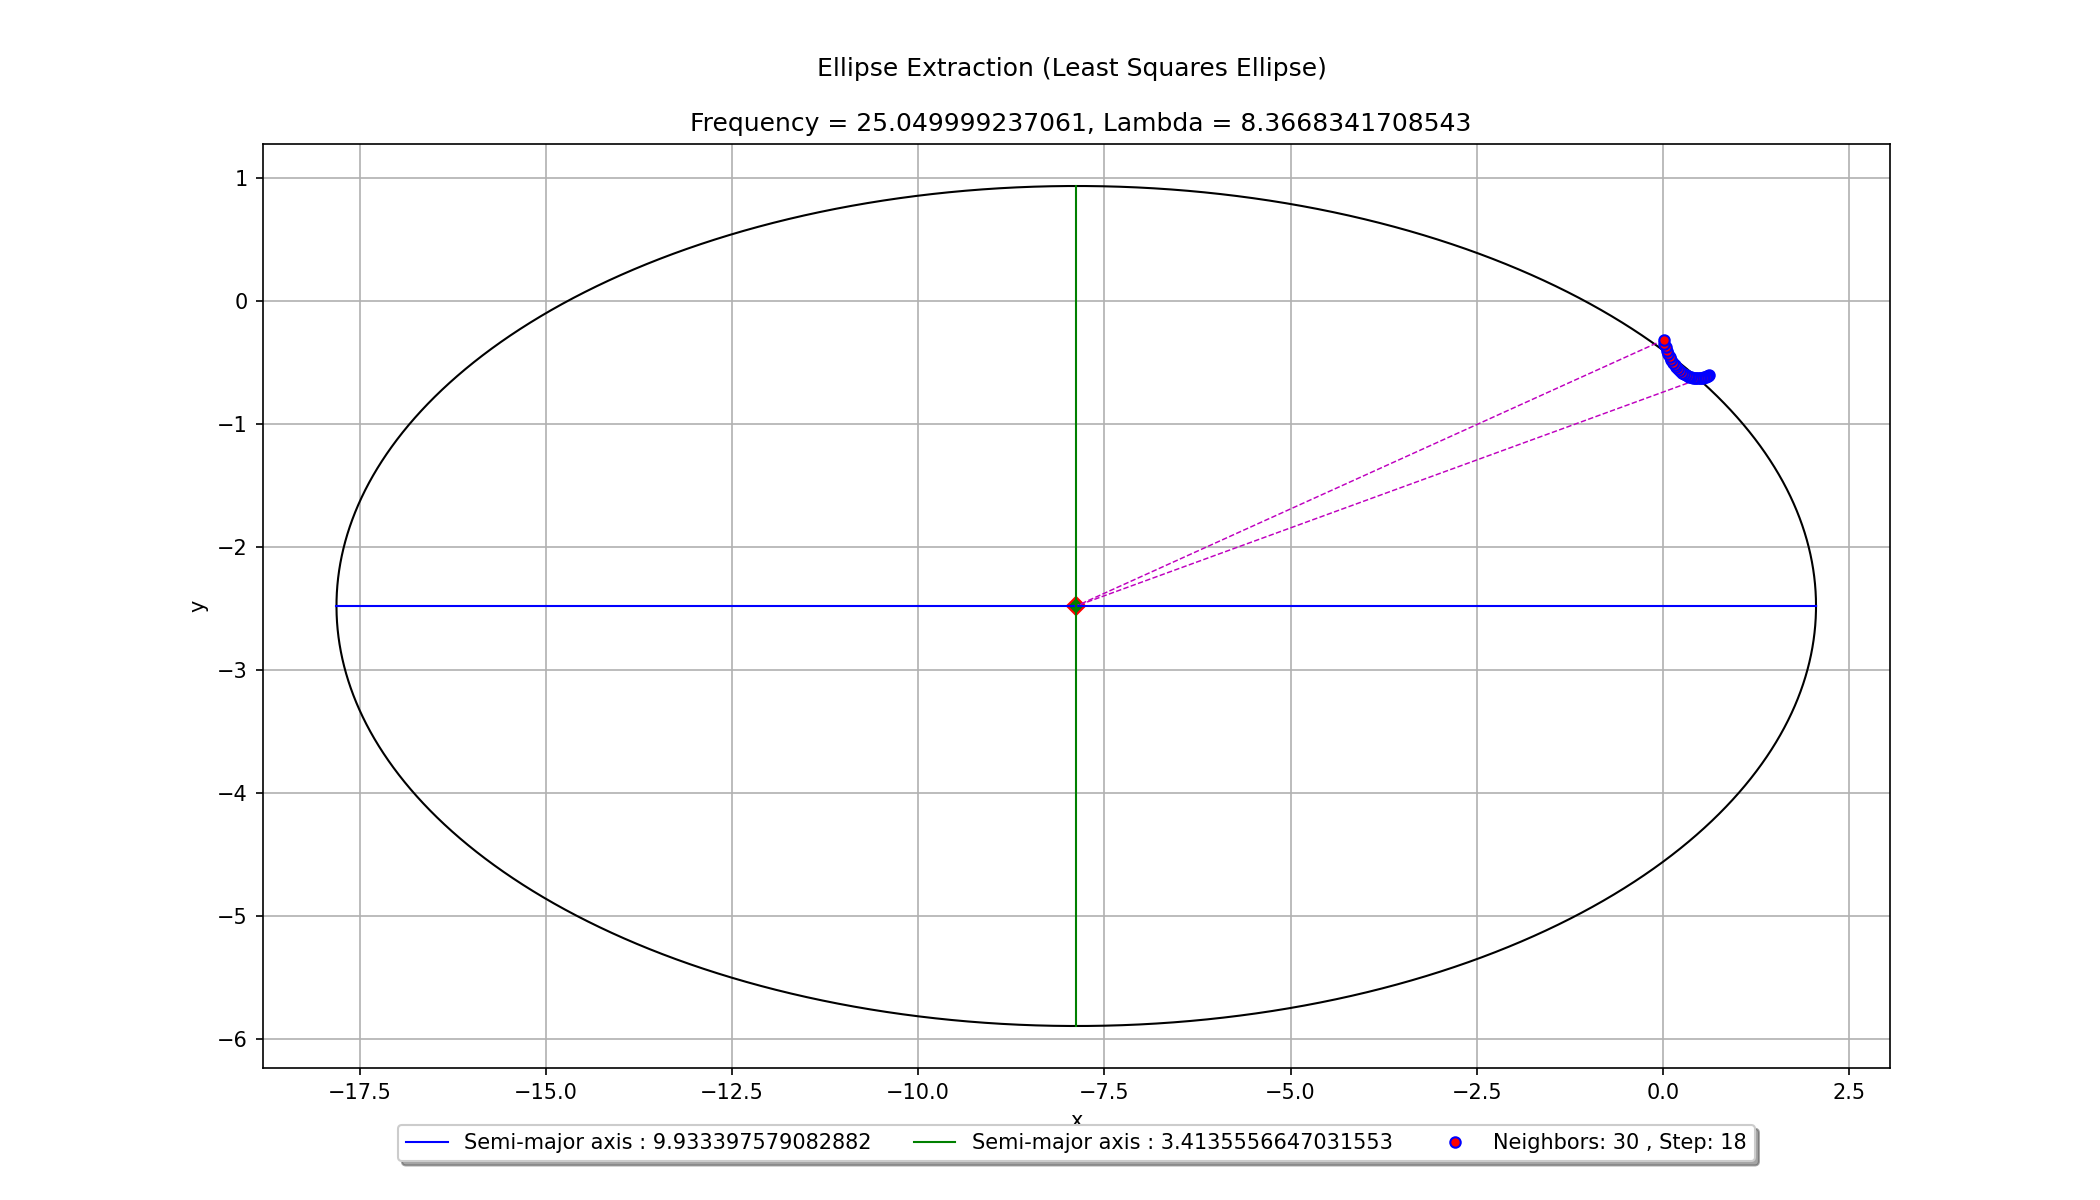 Ellipse Extraction (Least Squares Ellipse)
Frequency = 25.049999237061, Lambda = 8.3668341708543
1
0
−1
−2
−3
−4
−5
−6
y
−17.5 −15.0 −12.5 −10.0 −7.5 −5.0 −2.5 0.0 2.5
x
Semi-major axis : 9.933397579082882 Semi-major axis : 3.4135556647031553 Neighbors: 30 , Step: 18